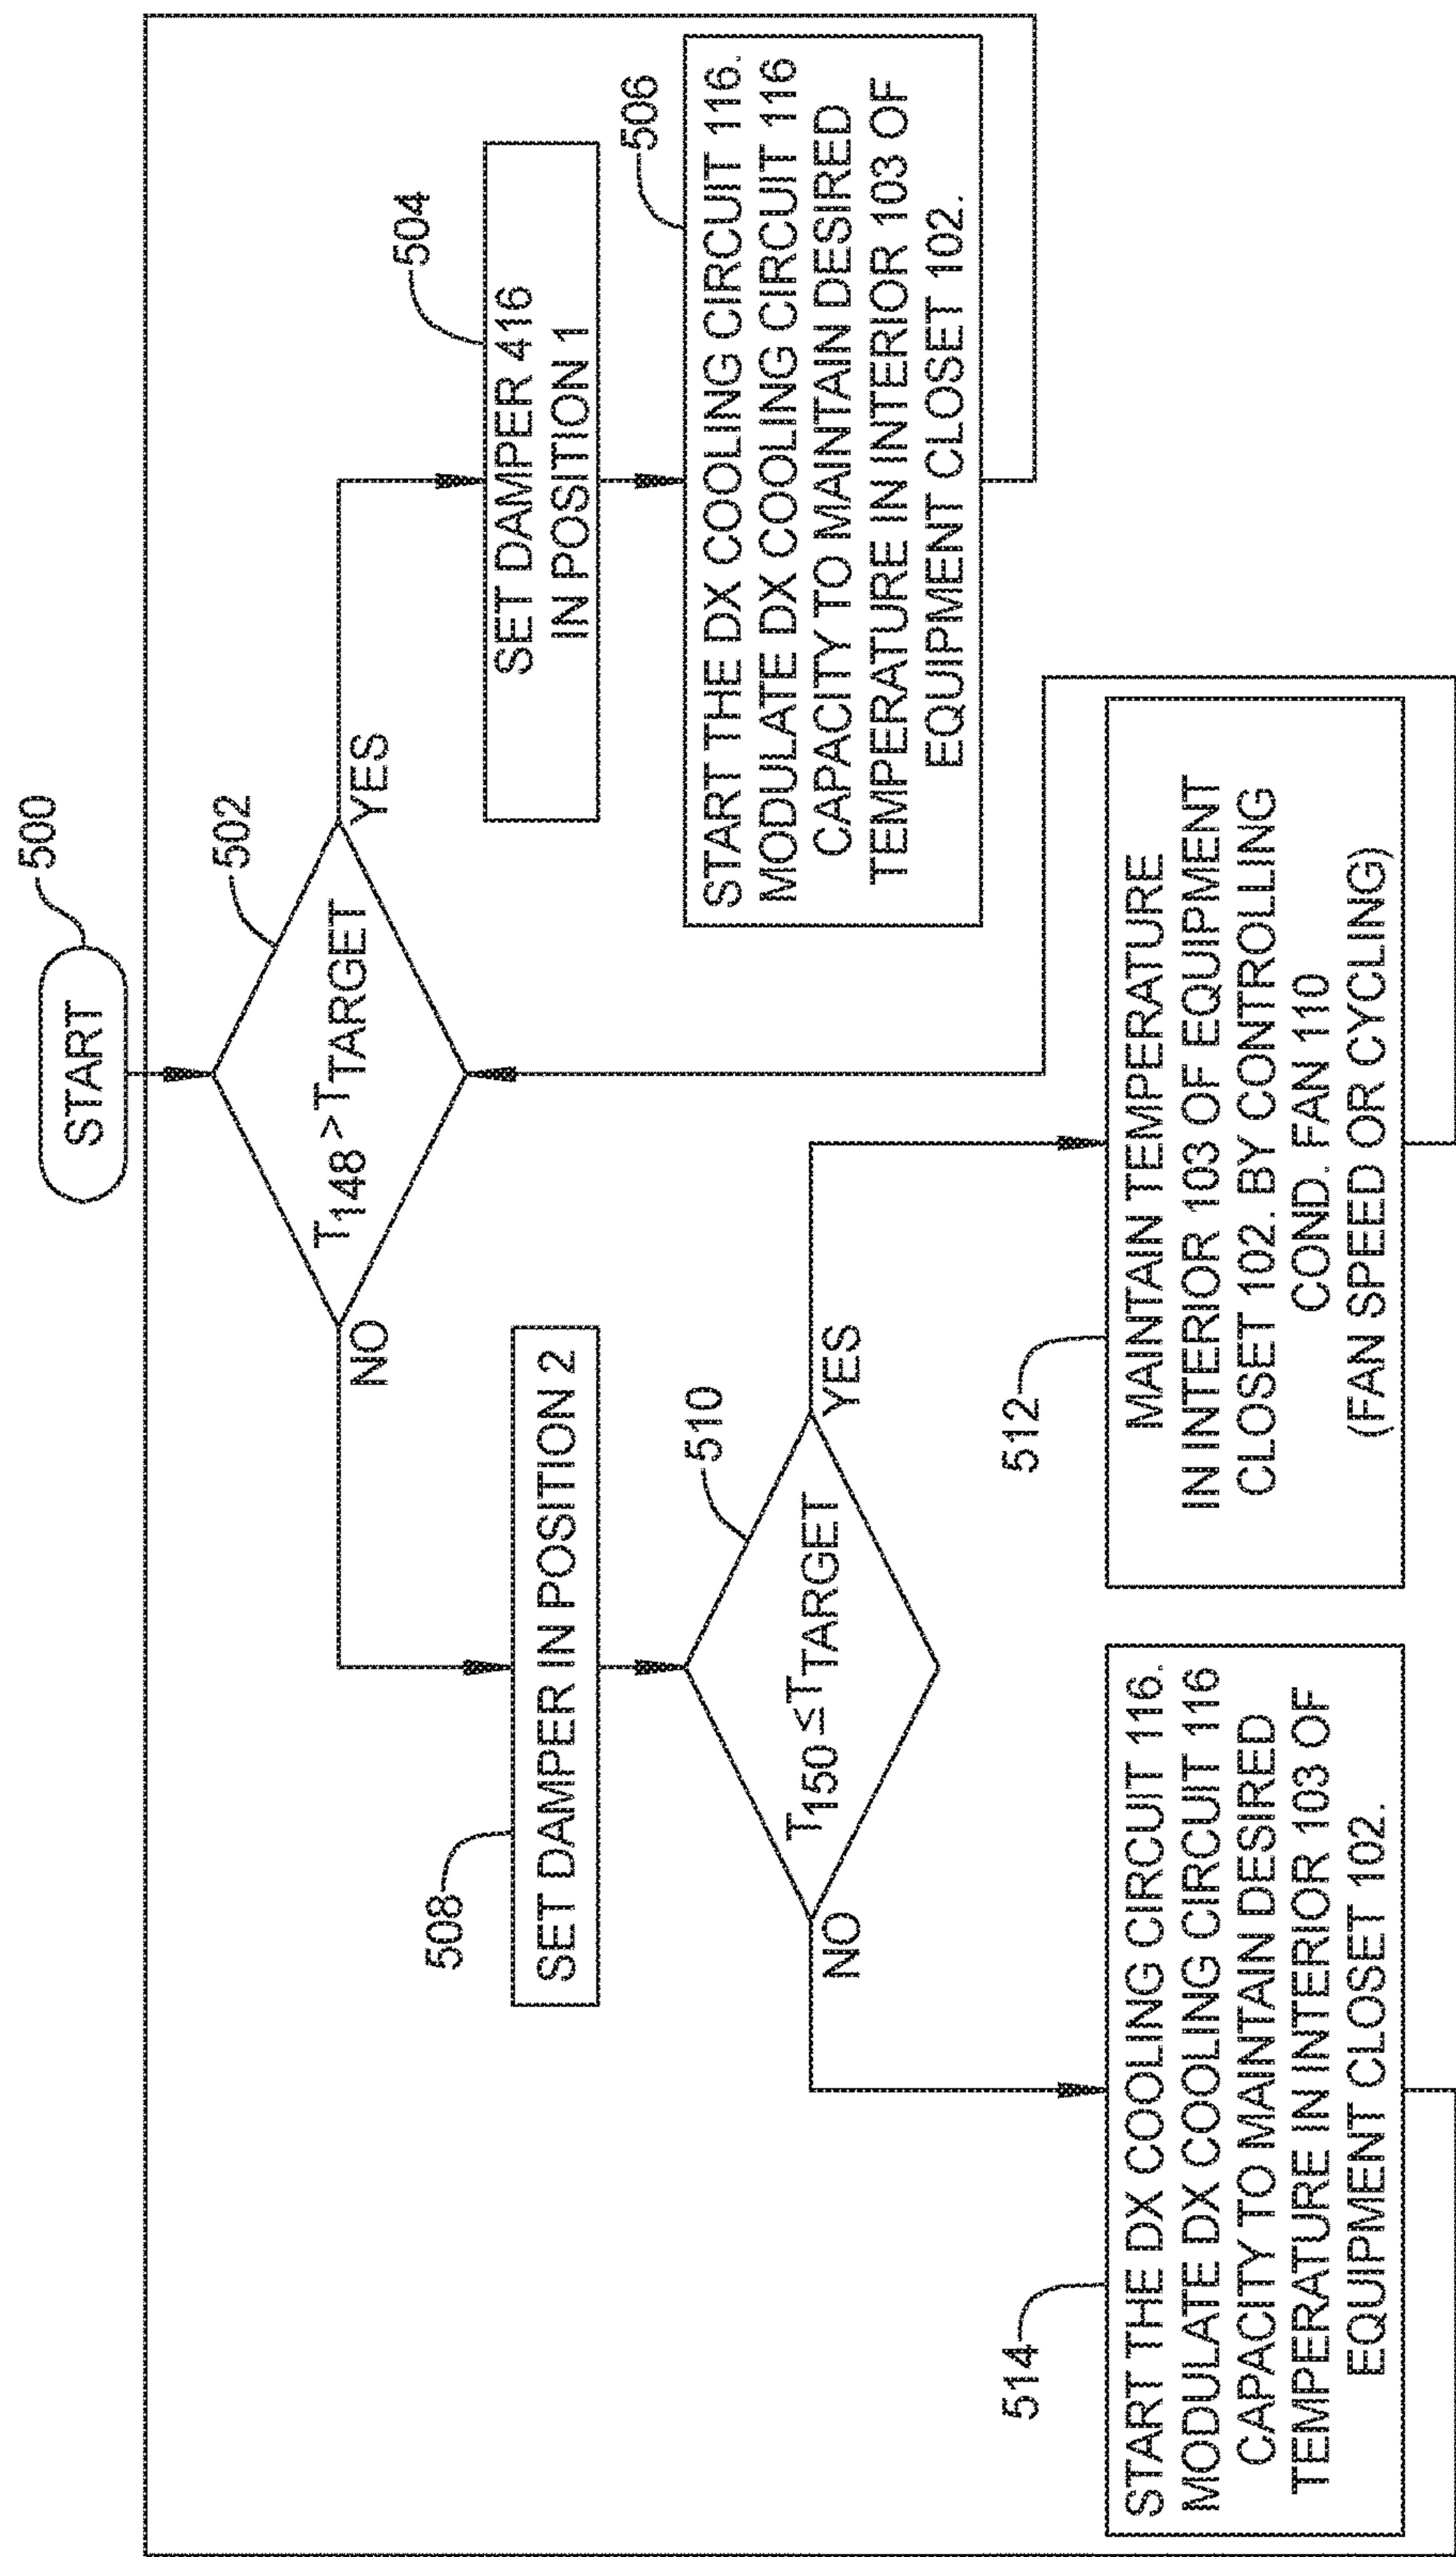 500
START
502
T148 > TTARGET
NO
YES
504
SET DAMPER 416
IN POSITION 1
506
START THE DX COOLING CIRCUIT 116.
MODULATE DX COOLING CIRCUIT 116
CAPACITY TO MAINTAIN DESIRED
TEMPERATURE IN INTERIOR 103 OF
EQUIPMENT CLOSET 102.
508
SET DAMPER IN POSITION 2
510
T150 ≤ TTARGET
NO
YES
512
MAINTAIN TEMPERATURE
IN INTERIOR 103 OF EQUIPMENT
CLOSET 102. BY CONTROLLING
COND. FAN 110
(FAN SPEED OR CYCLING)
514
START THE DX COOLING CIRCUIT 116.
MODULATE DX COOLING CIRCUIT 116
CAPACITY TO MAINTAIN DESIRED
TEMPERATURE IN INTERIOR 103 OF
EQUIPMENT CLOSET 102.